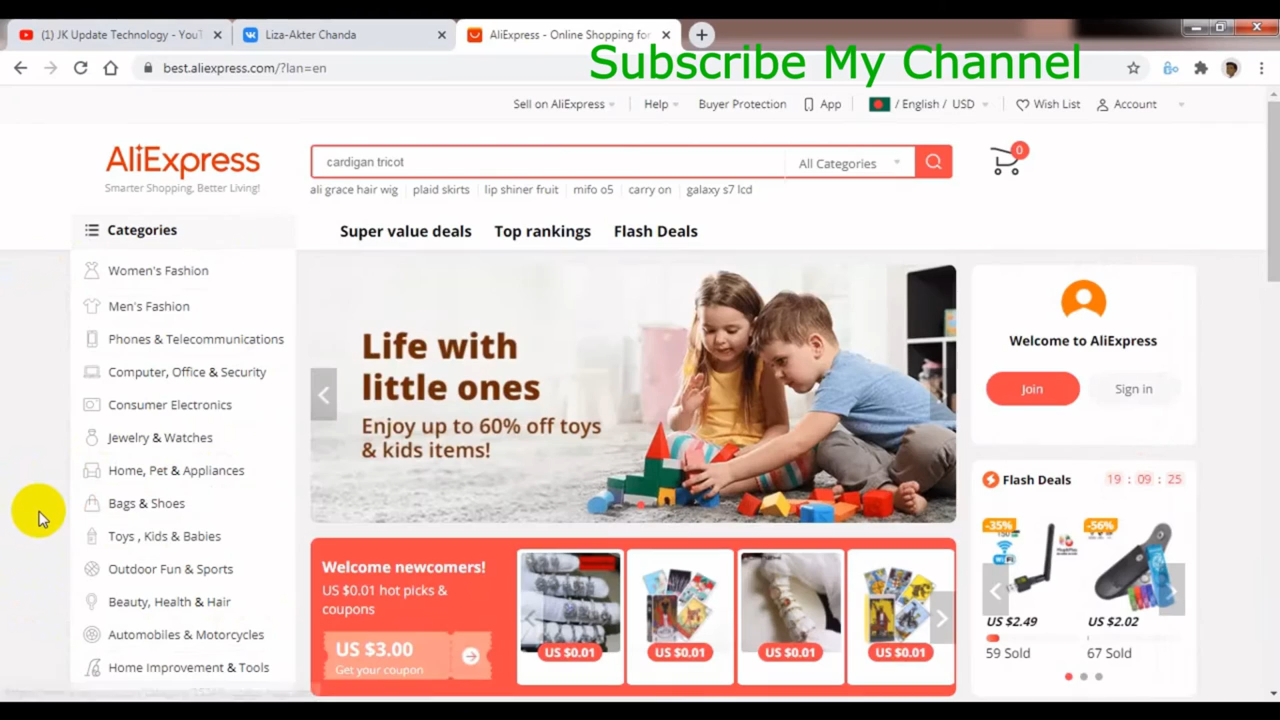 (1) JK Update Technology - YouT
Liza-Akter Chanda
AliExpress - Online Shopping for
Subscribe My Channel
best.aliexpress.com/?lan=en
Sell on AliExpress
Help
Buyer Protection
App
/ English / USD
Wish List
Account
AliExpress
Smarter Shopping, Better Living!
cardigan tricot
All Categories
0
ali grace hair wig
plaid skirts
lip shiner fruit
mifo o5
carry on
galaxy s7 lcd
Categories
Super value deals
Top rankings
Flash Deals
Women's Fashion
Men's Fashion
Phones & Telecommunications
Computer, Office & Security
Consumer Electronics
Jewelry & Watches
Home, Pet & Appliances
Bags & Shoes
Toys , Kids & Babies
Outdoor Fun & Sports
Beauty, Health & Hair
Automobiles & Motorcycles
Home Improvement & Tools
Life with
little ones
Enjoy up to 60% off toys
& kids items!
Welcome to AliExpress
Join
Sign in
Flash Deals
19 : 09 : 25
-35%
-56%
US $2.49
US $2.02
59 Sold
67 Sold
Welcome newcomers!
US $0.01 hot picks &
coupons
US $3.00
Get your coupon
US $0.01
US $0.01
US $0.01
US $0.01